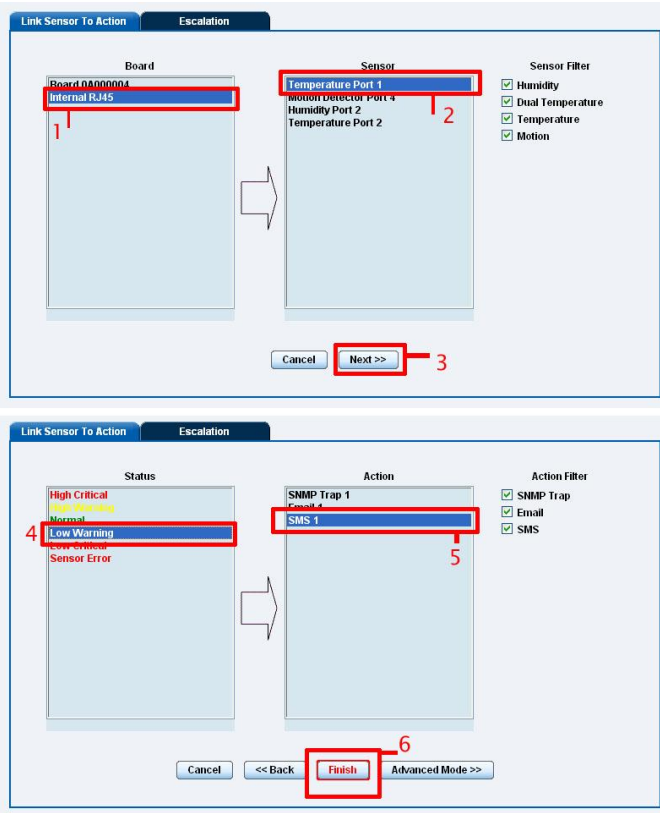 Link Sensor To Action Escalation
Board Sensor Sensor Filter
Board 0A000004
Internal RJ45
1
Temperature Port 1
Motion Detector Port 4
Humidity Port 2
Temperature Port 2
2
Humidity
Dual Temperature
Temperature
Motion
Cancel Next >> 3
Link Sensor To Action Escalation
Status Action Action Filter
High Critical
High Warning
Normal
4 Low Warning
Low Critical
Sensor Error
SNMP Trap 1
Email 1
SMS 1
5
SNMP Trap
Email
SMS
6
Cancel << Back Finish Advanced Mode >>